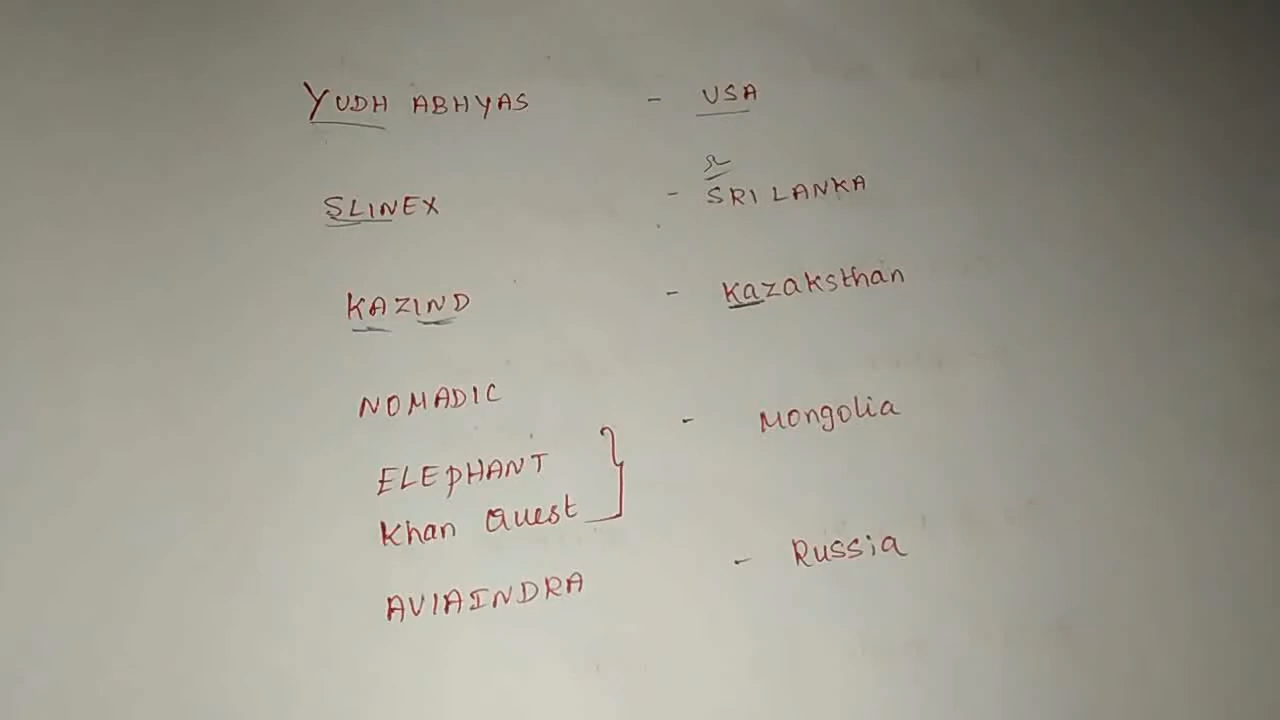 YUDH ABHYAS - USA
SLINEX - SRI LANKA
KAZIND - Kazaksthan
NOMADIC
ELEPHANT - Mongolia
Khan Quest
AVIAINDRA - Russia